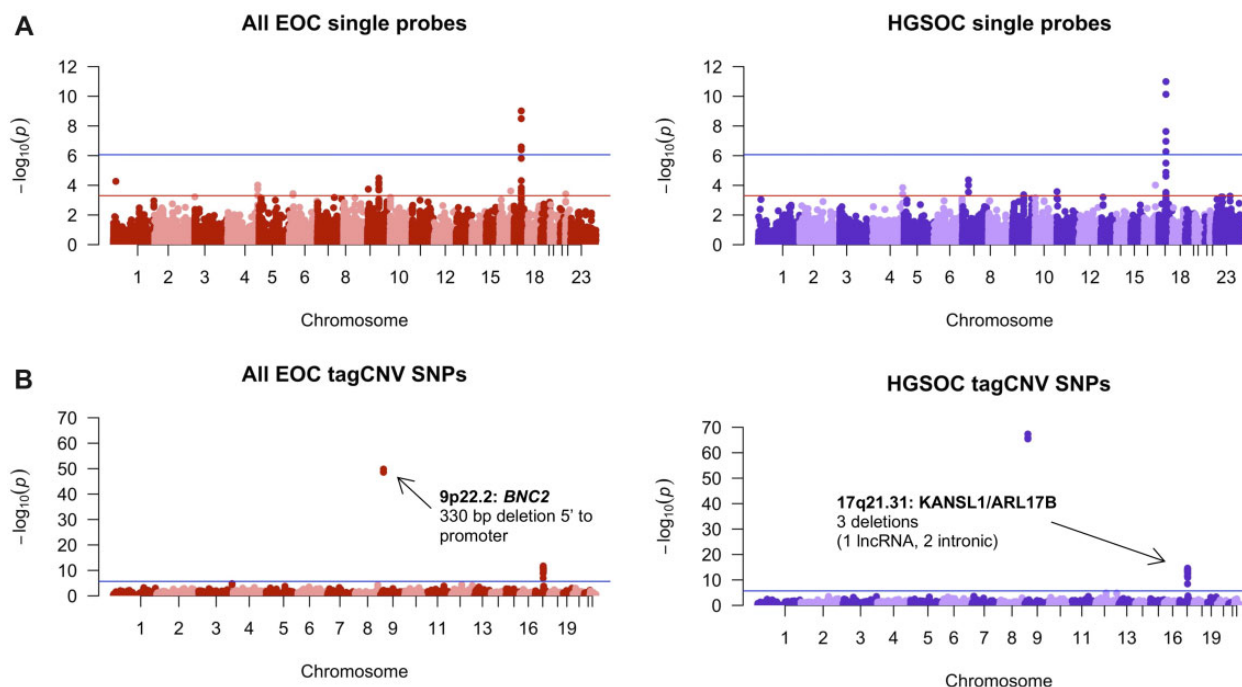 A
All EOC single probes
12
10
8
6
4
2
0
−log10(p)
1 2 3 4 5 6 7 8 10 12 15 18 23
Chromosome
HGSOC single probes
12
10
8
6
4
2
0
−log10(p)
1 2 3 4 5 6 7 8 10 12 15 18 23
Chromosome
B
All EOC tagCNV SNPs
70
60
50
40
30
20
10
0
−log10(p)
9p22.2: BNC2
330 bp deletion 5’ to
promoter
1 2 3 4 5 6 7 8 9 11 13 16 19
Chromosome
HGSOC tagCNV SNPs
70
60
50
40
30
20
10
0
−log10(p)
17q21.31: KANSL1/ARL17B
3 deletions
(1 lncRNA, 2 intronic)
1 2 3 4 5 6 7 8 9 11 13 16 19
Chromosome